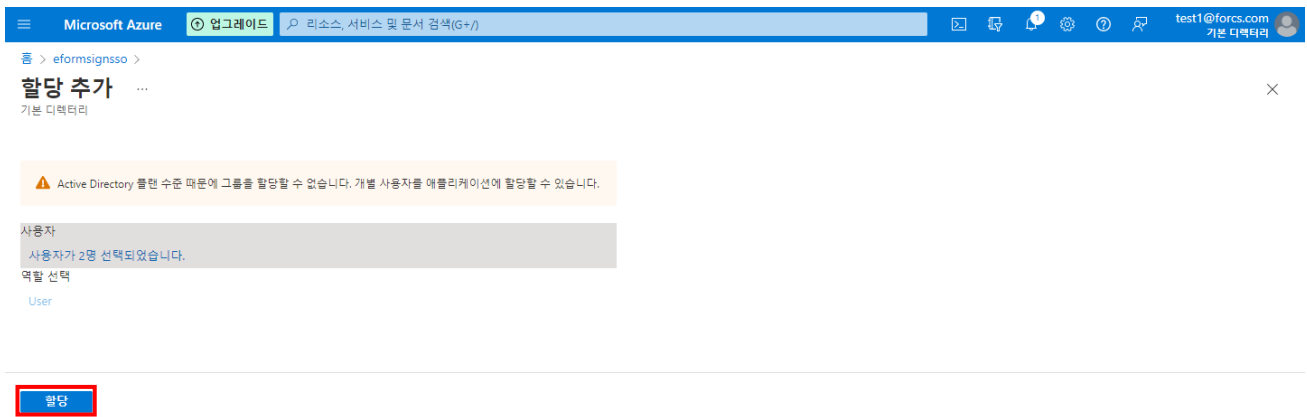 Microsoft Azure
업그레이드
리소스, 서비스 및 문서 검색(G+/)
1
test1@forcs.com
기본 디렉터리
홈 > eformsignsso >
할당 추가 ...
기본 디렉터리
Active Directory 플랜 수준 때문에 그룹을 할당할 수 없습니다. 개별 사용자를 애플리케이션에 할당할 수 있습니다.
사용자
사용자가 2명 선택되었습니다.
역할 선택
User
할당